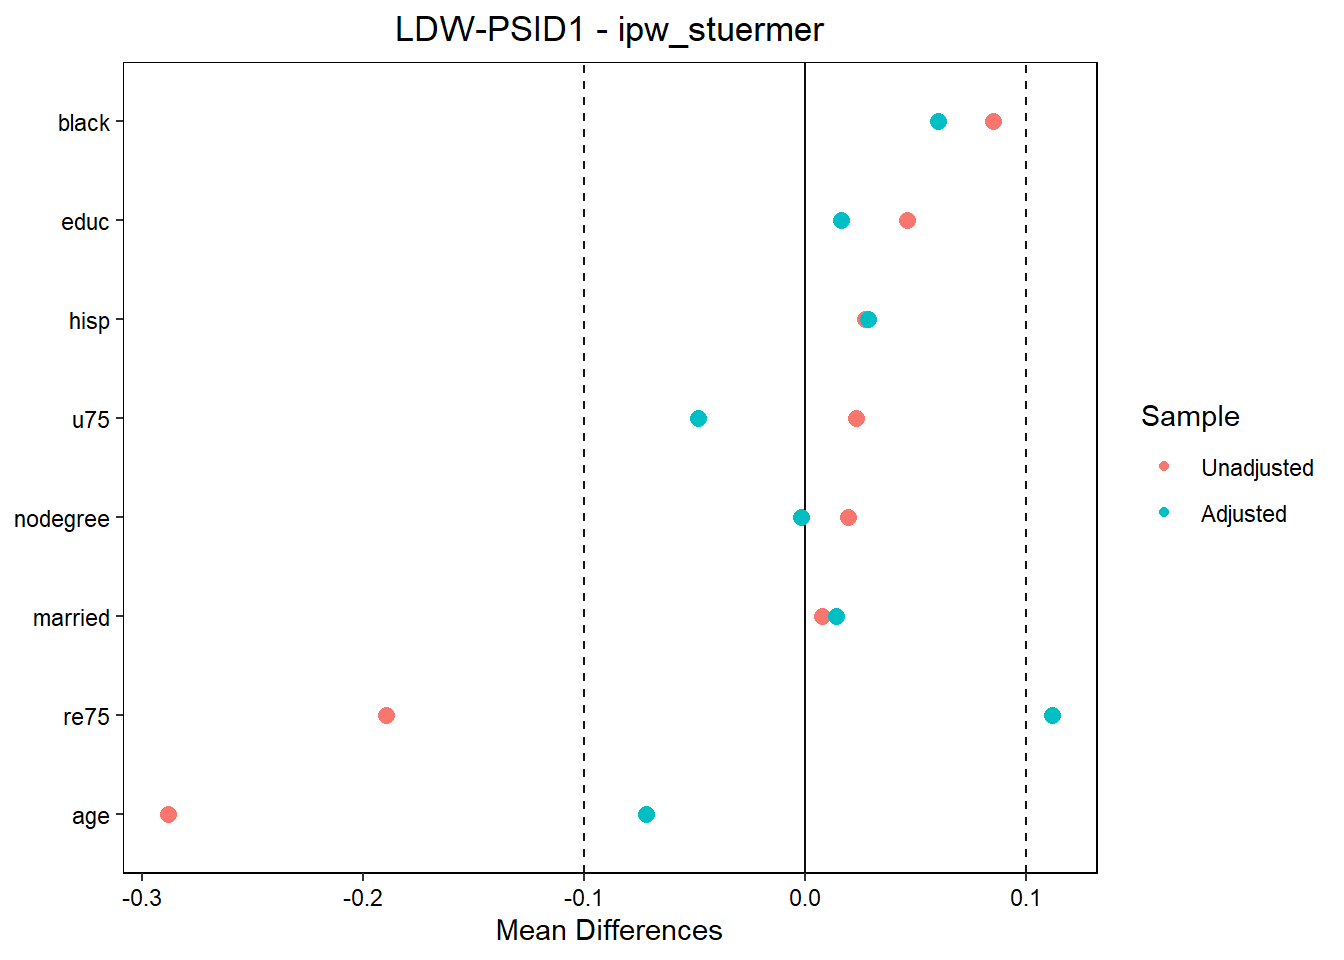 LDW-PSID1 - ipw_stuermer
black
educ
hisp
u75
nodegree
married
re75
age
-0.3
-0.2
-0.1
0.0
0.1
Mean Differences
Sample
Unadjusted
Adjusted